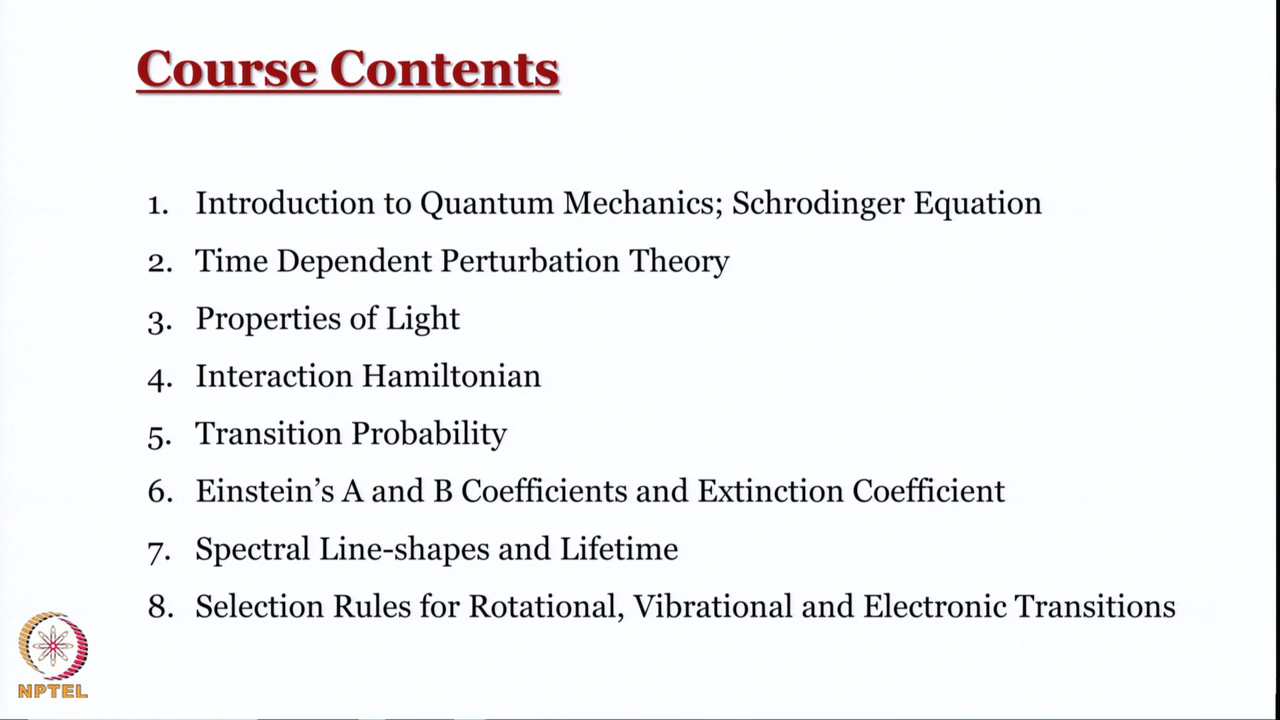 Course Contents
1. Introduction to Quantum Mechanics; Schrodinger Equation
2. Time Dependent Perturbation Theory
3. Properties of Light
4. Interaction Hamiltonian
5. Transition Probability
6. Einstein’s A and B Coefficients and Extinction Coefficient
7. Spectral Line-shapes and Lifetime
8. Selection Rules for Rotational, Vibrational and Electronic Transitions
NPTEL